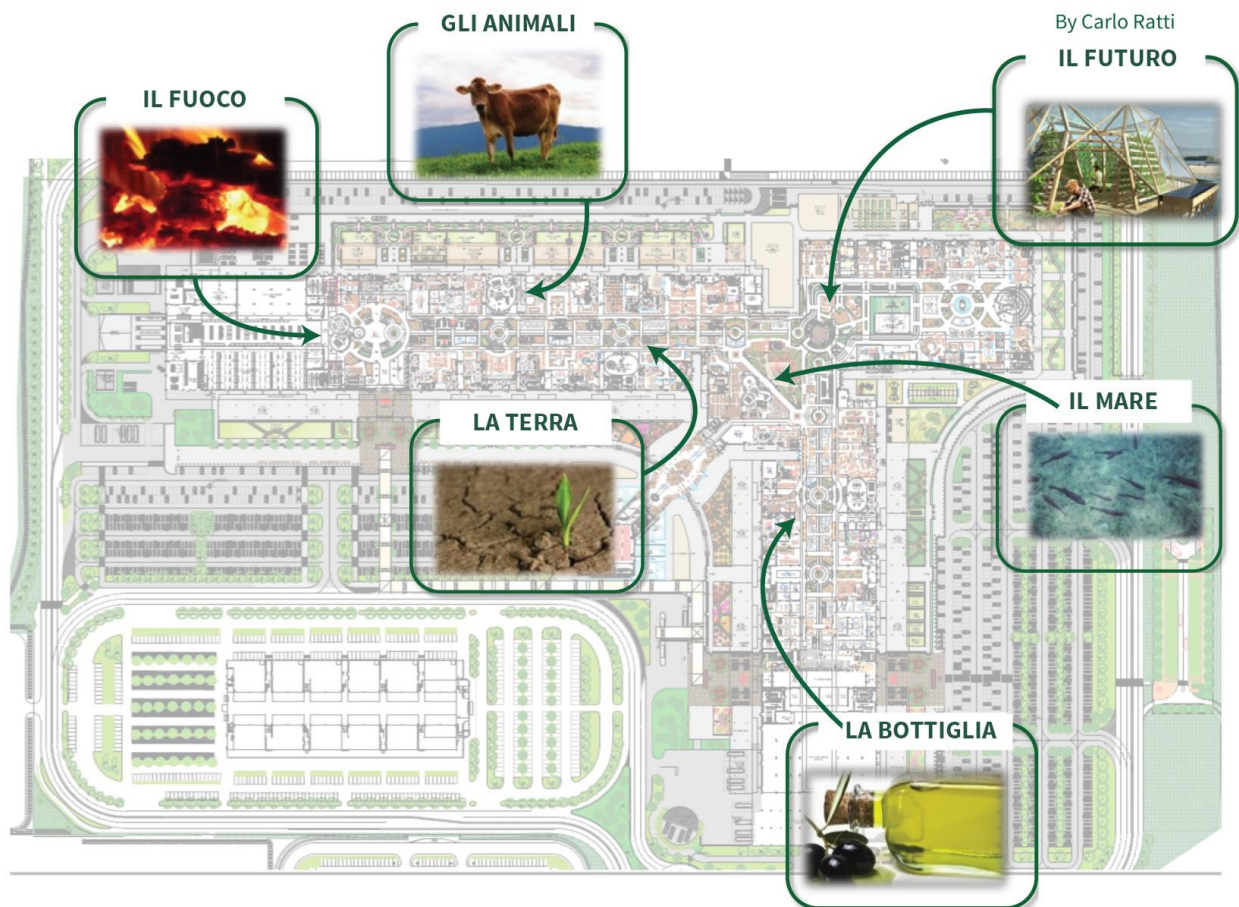 GLI ANIMALI
By Carlo Ratti
IL FUTURO
IL FUOCO
IL MARE
LA TERRA
LA BOTTIGLIA